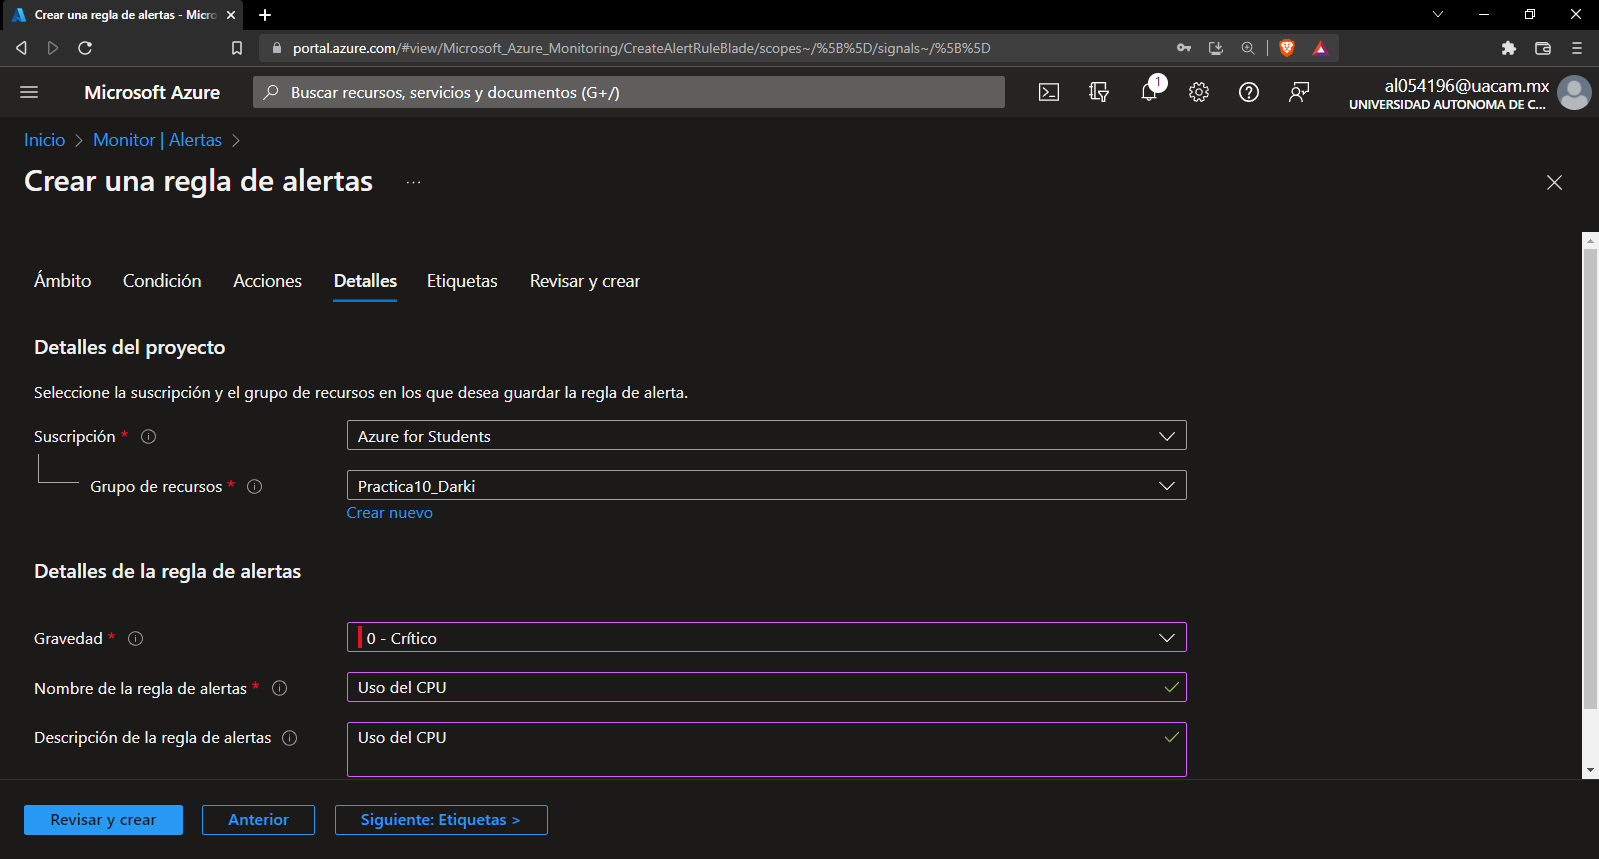 Crear una regla de alertas - Micro
portal.azure.com/#view/Microsoft_Azure_Monitoring/CreateAlertRuleBlade/scopes~/%5B%5D/signals~/%5B%5D
Microsoft Azure
Buscar recursos, servicios y documentos (G+/)
1
al054196@uacam.mx
UNIVERSIDAD AUTONOMA DE C...
Inicio > Monitor | Alertas >
Crear una regla de alertas ...
Ámbito Condición Acciones Detalles Etiquetas Revisar y crear
Detalles del proyecto
Seleccione la suscripción y el grupo de recursos en los que desea guardar la regla de alerta.
Suscripción * Azure for Students
Grupo de recursos * Practica10_Darki
Crear nuevo
Detalles de la regla de alertas
Gravedad * 0 - Crítico
Nombre de la regla de alertas * Uso del CPU
Descripción de la regla de alertas Uso del CPU
Revisar y crear Anterior Siguiente: Etiquetas >